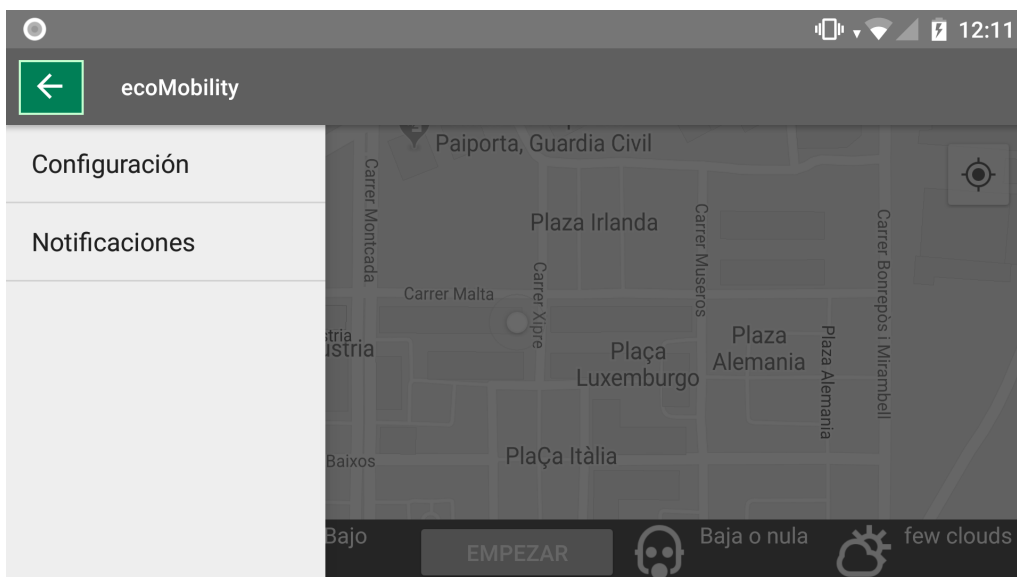 12:11
ecoMobility
Configuración
Notificaciones
Paiporta, Guardia Civil
Carrer Montcada
Plaza Irlanda
Carrer Museros
Carrer Bonrepòs i Mirambell
Carrer Malta
Carrer Xipre
stria
ustria
Plaça
Luxemburgo
Plaza
Alemania
Plaza Alemania
PlaÇa Itàlia
Baixos
Bajo
EMPEZAR
Baja o nula
few clouds